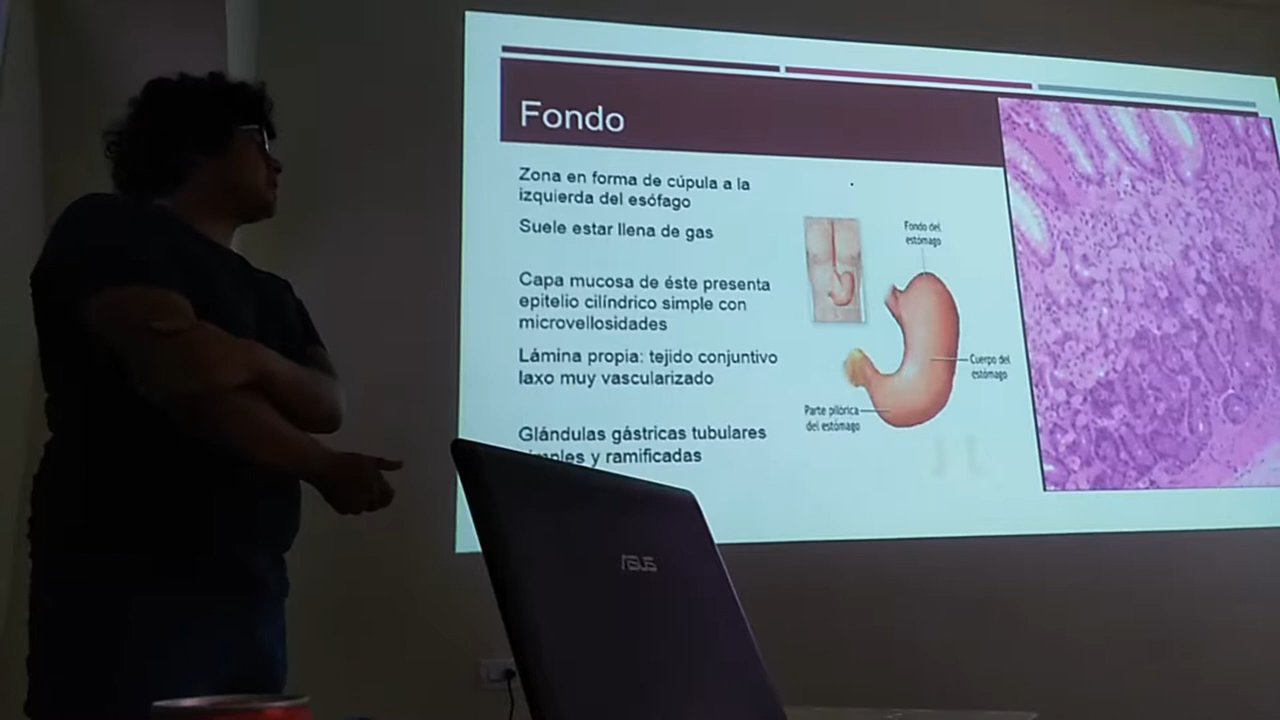 Fondo
Zona en forma de cúpula a la
izquierda del esófago
Suele estar llena de gas
Capa mucosa de éste presenta
epitelio cilíndrico simple con
microvellosidades
Lámina propia: tejido conjuntivo
laxo muy vascularizado
Glándulas gástricas tubulares
y ramificadas
Fondo del
estómago
Cuerpo del
estómago
Parte pilórica
del estómago
ASUS